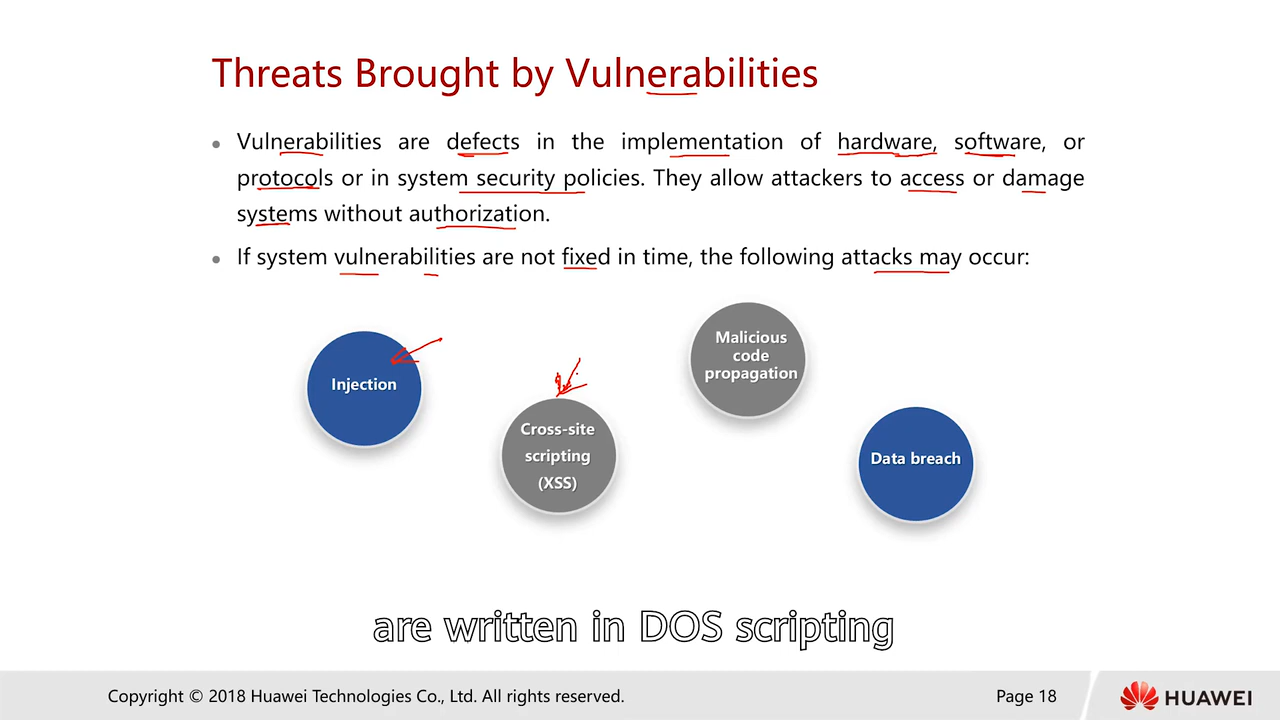 Threats Brought by Vulnerabilities
• Vulnerabilities are defects in the implementation of hardware, software, or
protocols or in system security policies. They allow attackers to access or damage
systems without authorization.
• If system vulnerabilities are not fixed in time, the following attacks may occur:
Injection
Cross-site
scripting
(XSS)
Malicious
code
propagation
Data breach
are written in DOS scripting
Copyright © 2018 Huawei Technologies Co., Ltd. All rights reserved.
Page 18
HUAWEI